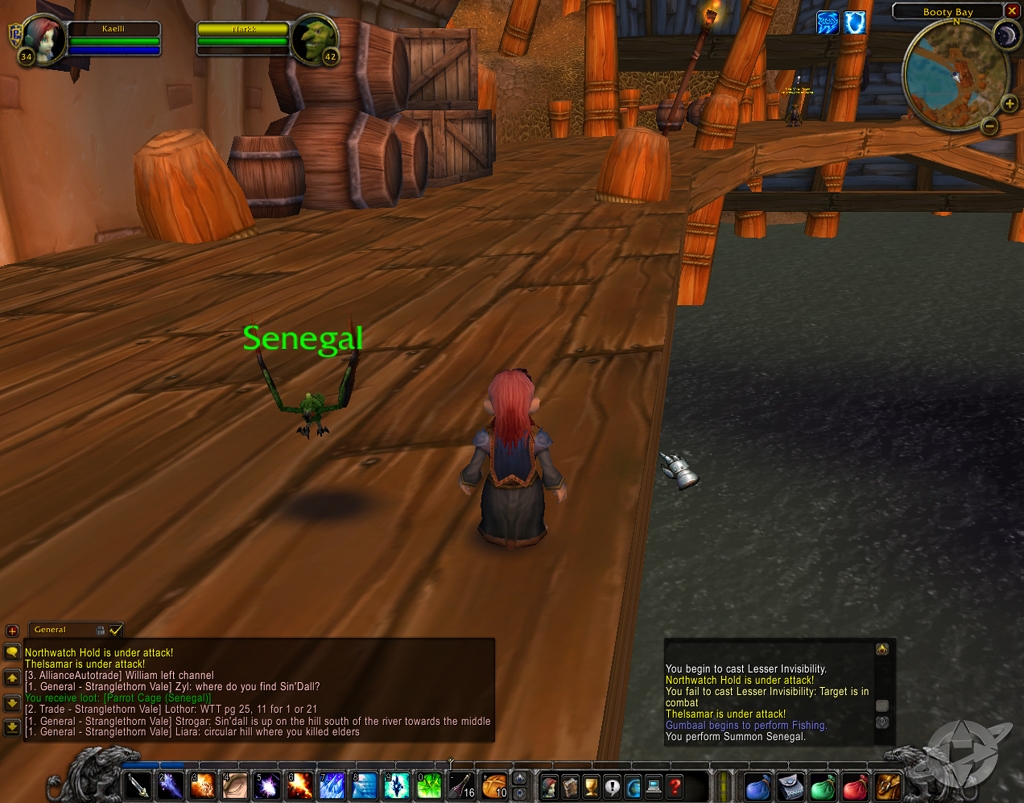 Kaelli
34
Narkk
42
Booty Bay
N
Senegal
General
Northwatch Hold is under attack!
Thelsamar is under attack!
[3. AllianceAutotrade] William left channel
[1. General - Stranglethorn Vale] Zyl: where do you find Sin'Dall?
You receive loot: [Parrot Cage (Senegal)]
[2. Trade - Stranglethorn Vale] Lothor: WTT pg 25, 11 for 1 or 21
[1. General - Stranglethorn Vale] Strogar: Sin'dall is up on the hill south of the river towards the middle
[1. General - Stranglethorn Vale] Liara: circular hill where you killed elders
You begin to cast Lesser Invisibility.
Northwatch Hold is under attack!
You fail to cast Lesser Invisibility: Target is in
combat
Thelsamar is under attack!
Gumbaal begins to perform Fishing.
You perform Summon Senegal.
16
10